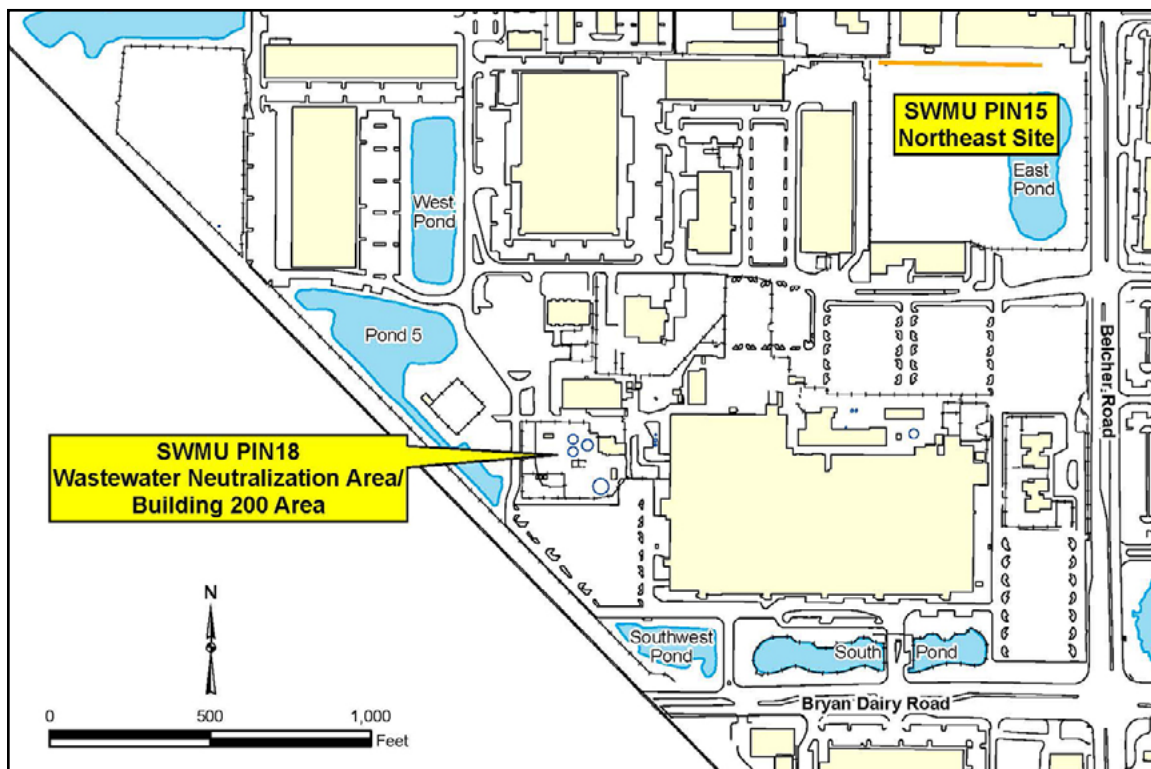 SWMU PIN15
Northeast Site
East
Pond
West
Pond
Pond 5
Belcher Road
SWMU PIN18
Wastewater Neutralization Area/
Building 200 Area
N
Southwest
Pond
South Pond
Bryan Dairy Road
0 500 1,000
Feet